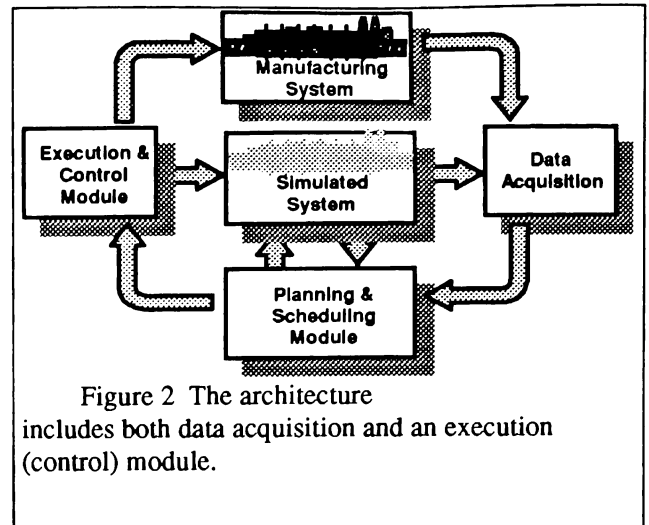 Manufacturing
System
Execution &
Control
Module
Simulated
System
Data
Acquisition
Planning &
Scheduling
Module
Figure 2 The architecture
includes both data acquisition and an execution
(control) module.